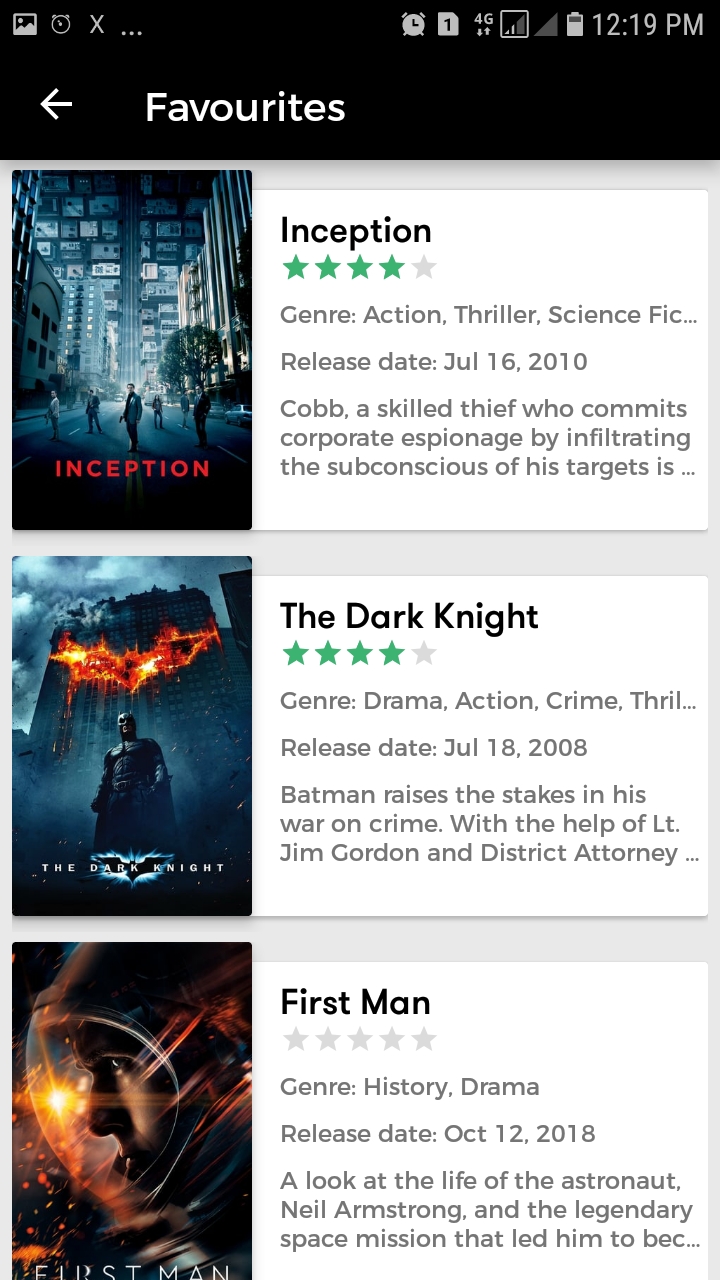 X ... 1 4G 12:19 PM
Favourites
INCEPTION
Inception
Genre: Action, Thriller, Science Fic...
Release date: Jul 16, 2010
Cobb, a skilled thief who commits
corporate espionage by infiltrating
the subconscious of his targets is ...
THE DARK KNIGHT
The Dark Knight
Genre: Drama, Action, Crime, Thril...
Release date: Jul 18, 2008
Batman raises the stakes in his
war on crime. With the help of Lt.
Jim Gordon and District Attorney ...
FIRST MAN
First Man
Genre: History, Drama
Release date: Oct 12, 2018
A look at the life of the astronaut,
Neil Armstrong, and the legendary
space mission that led him to bec...